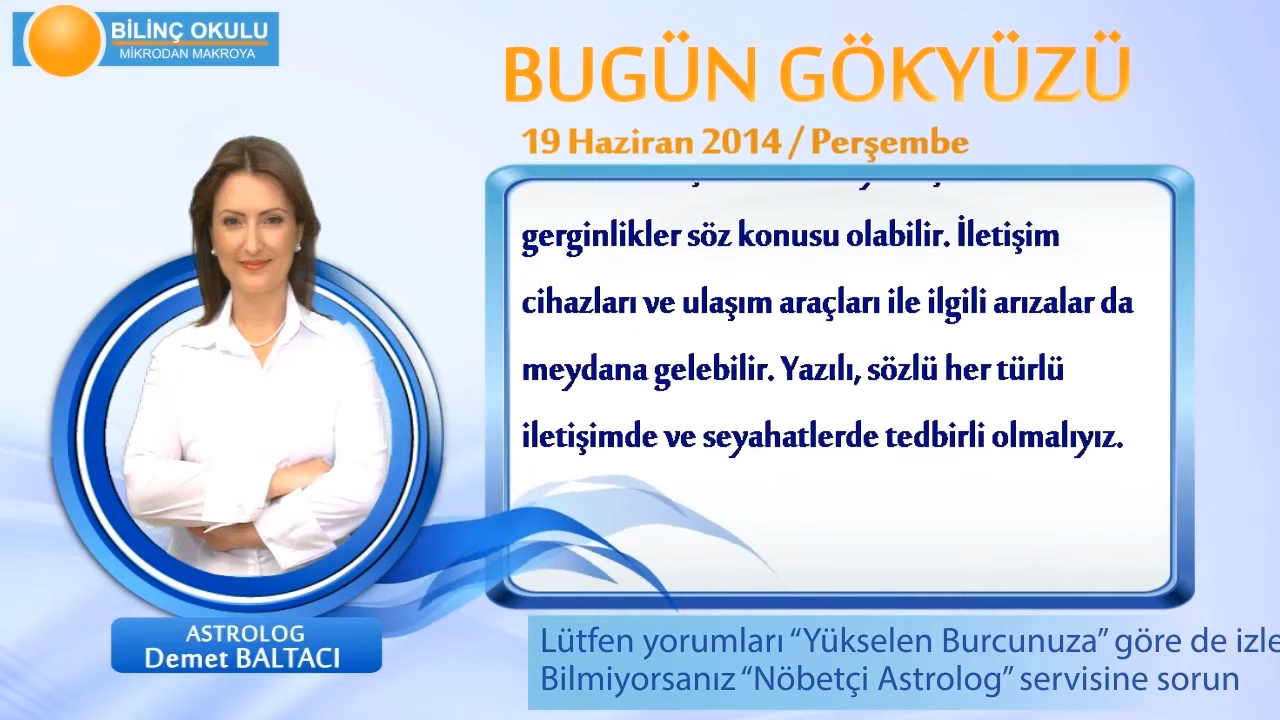 BİLİNÇ OKULU
MİKRODAN MAKROYA
BUGÜN GÖKYÜZÜ
19 Haziran 2014 / Perşembe
gerginlikler söz konusu olabilir. İletişim
cihazları ve ulaşım araçları ile ilgili arızalar da
meydana gelebilir. Yazılı, sözlü her türlü
iletişimde ve seyahatlerde tedbirli olmalıyız.
ASTROLOG
Demet BALTACI
Lütfen yorumları “Yükselen Burcunuza” göre de izle
Bilmiyorsanız “Nöbetçi Astrolog” servisine sorun